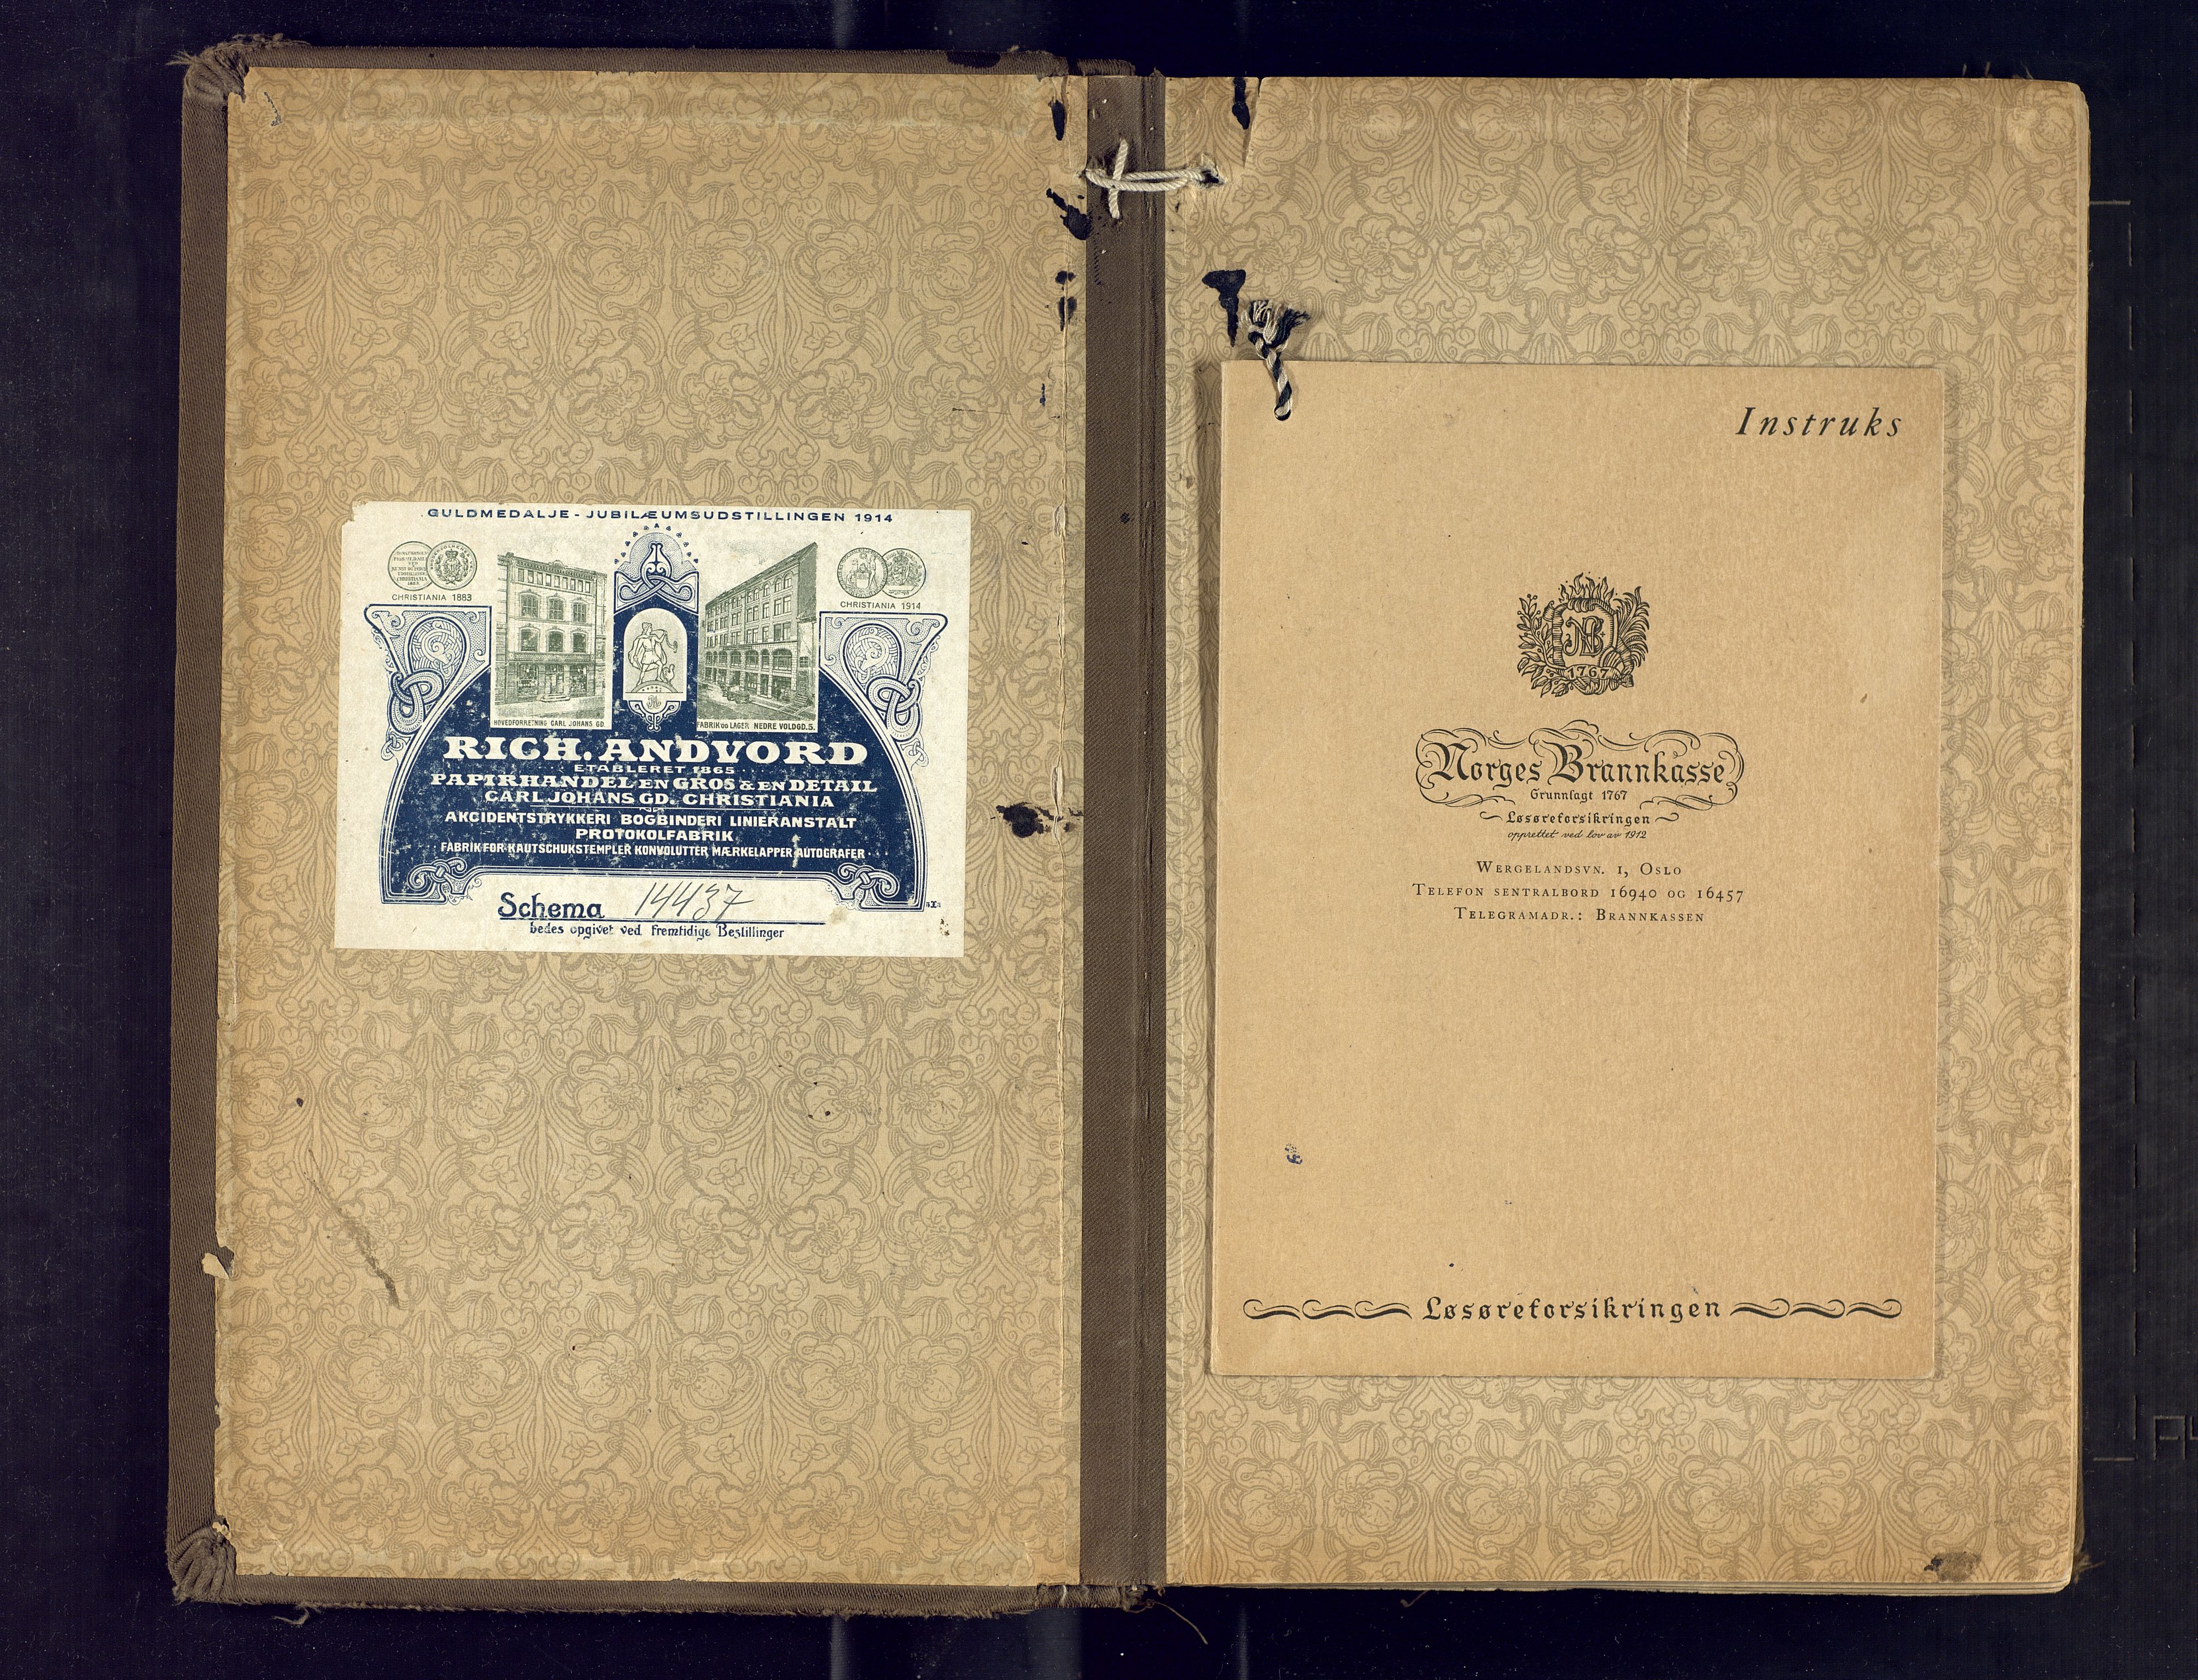 GULDMEDALJE - JUBILÆUMSUDSTILLINGEN 1914
CHRISTIANIA 1883
CHRISTIANIA 1914
HOVEDFORRETNING CARL JOHANS GD.
FABRIK OG LAGER NEDRE VOLDGD. 5.
RICH. ANDVORD
ETABLERET 1865
PAPIRHANDEL EN GROS & EN DETAIL
CARL JOHANS GD. CHRISTIANIA
AKCIDENTSTRYKKERI BOGBINDERI LINIERANSTALT
PROTOKOLFABRIK
FABRIK FOR KAUTSCHUKSTEMPLER KONVOLUTTER MÆRKELAPPER AUTOGRAFER
Schema 14437
bedes opgivet ved fremtidige Bestillinger
Instruks
NB
1767
Norges Brannkasse
Grunnlagt 1767
Løsøreforsikringen
opprettet ved lov av 1912
WERGELANDSVN. 1, OSLO
TELEFON SENTRALBORD 16940 OG 16457
TELEGRAMADR.: BRANNKASSEN
Løsøreforsikringen